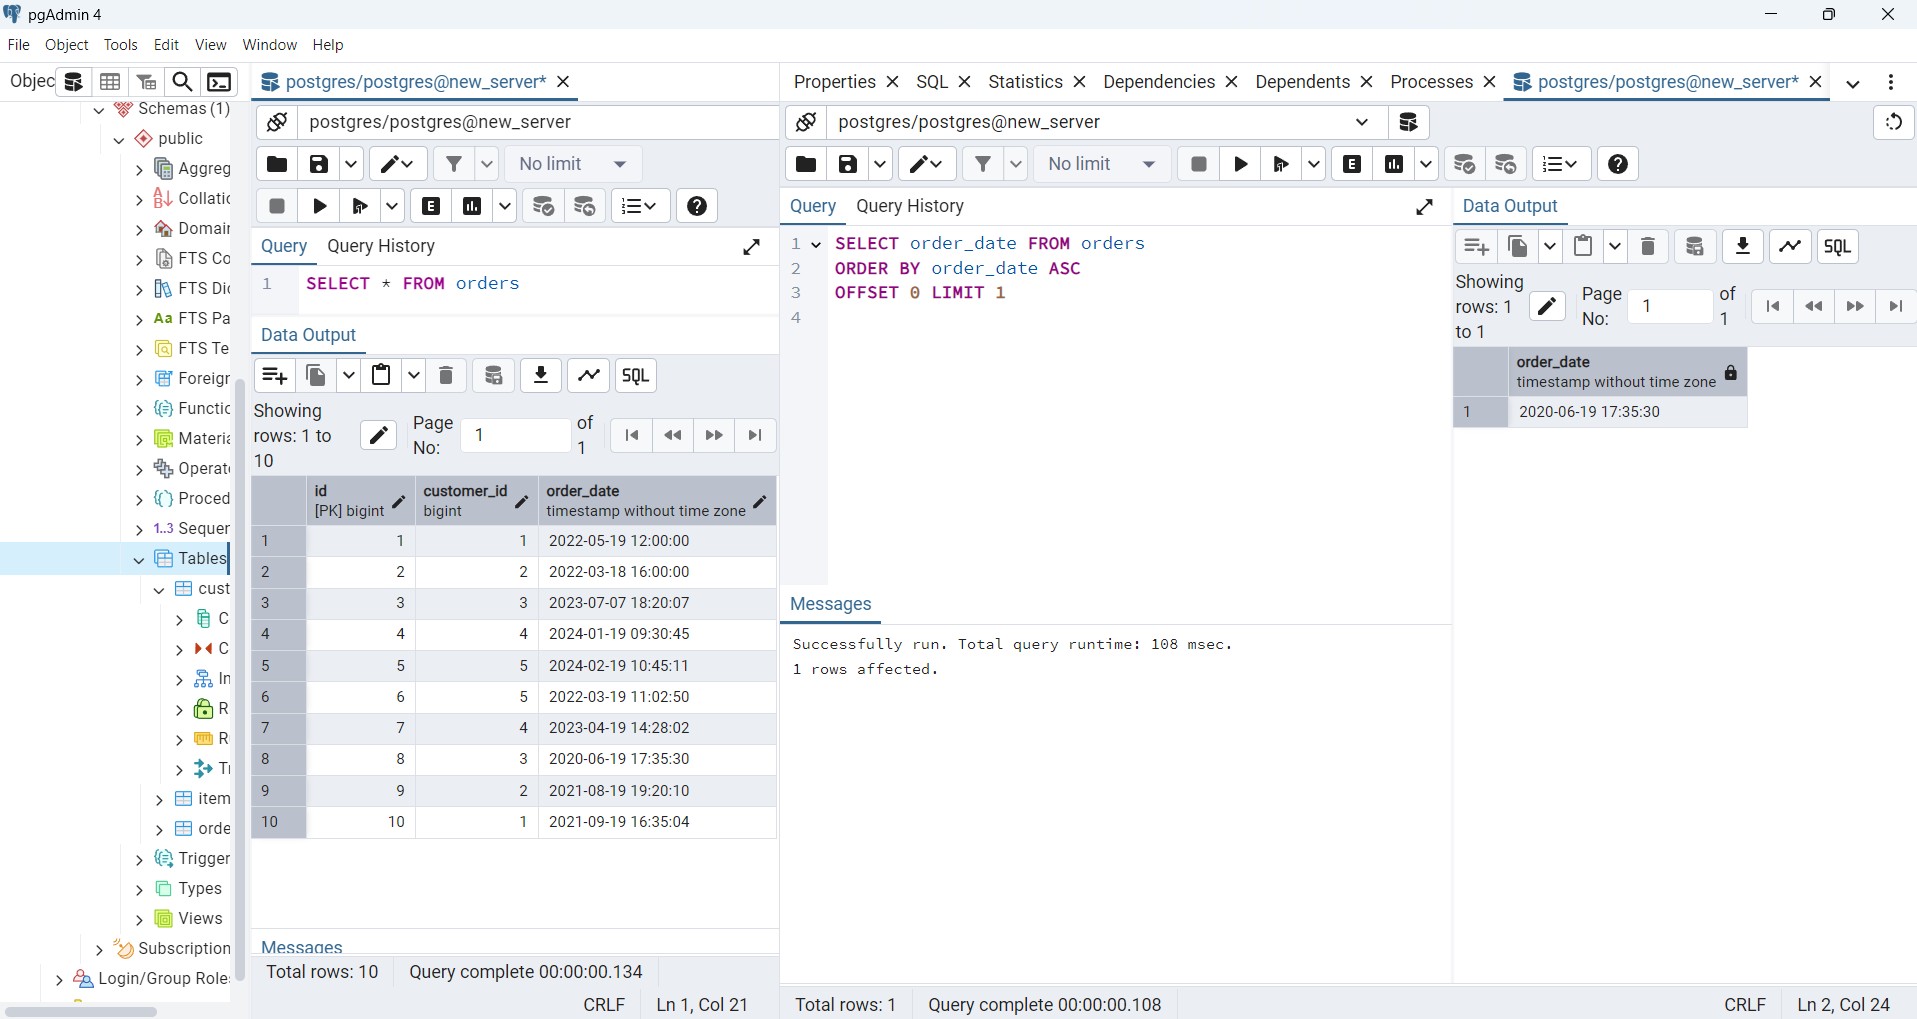 pgAdmin 4
File Object Tools Edit View Window Help
Objec
Schemas (1)
public
Aggreg
Collatio
Domain
FTS Co
FTS Dic
Aa FTS Pa
FTS Te
Foreign
Functio
Materia
Operato
Proced
1..3 Sequen
Tables
cust
C
C
In
R
R
Tr
item
orde
Trigger
Types
Views
Subscription
Login/Group Role
postgres/postgres@new_server*
postgres/postgres@new_server
No limit
E
Query Query History
1 SELECT * FROM orders
Data Output
SQL
Showing rows: 1 to 10
Page No: 1 of 1
id [PK] bigint customer_id bigint order_date timestamp without time zone
1 1 1 2022-05-19 12:00:00
2 2 2 2022-03-18 16:00:00
3 3 3 2023-07-07 18:20:07
4 4 4 2024-01-19 09:30:45
5 5 5 2024-02-19 10:45:11
6 6 5 2022-03-19 11:02:50
7 7 4 2023-04-19 14:28:02
8 8 3 2020-06-19 17:35:30
9 9 2 2021-08-19 19:20:10
10 10 1 2021-09-19 16:35:04
Messages
Total rows: 10 Query complete 00:00:00.134
CRLF Ln 1, Col 21
Properties SQL Statistics Dependencies Dependents Processes postgres/postgres@new_server*
postgres/postgres@new_server
No limit
E
Query Query History
1 SELECT order_date FROM orders
2 ORDER BY order_date ASC
3 OFFSET 0 LIMIT 1
4
Messages
Successfully run. Total query runtime: 108 msec.
1 rows affected.
Data Output
SQL
Showing rows: 1 to 1
Page No: 1 of 1
order_date
timestamp without time zone
1 2020-06-19 17:35:30
Total rows: 1 Query complete 00:00:00.108
CRLF Ln 2, Col 24